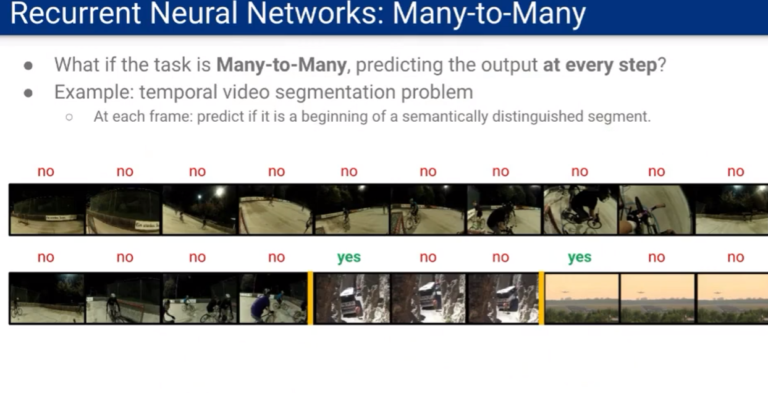 Recurrent Neural Networks: Many-to-Many
● What if the task is Many-to-Many, predicting the output at every step?
● Example: temporal video segmentation problem
○ At each frame: predict if it is a beginning of a semantically distinguished segment.
no no no no no no no no no no
no no no no yes no no yes no no